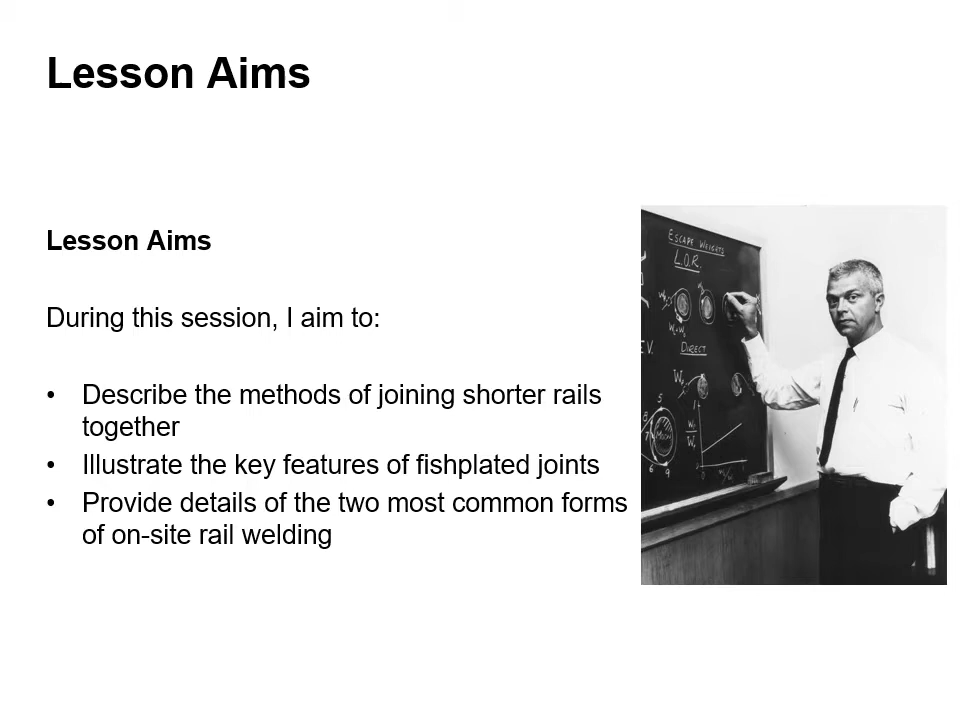 Lesson Aims
Lesson Aims
During this session, I aim to:
• Describe the methods of joining shorter rails
together
• Illustrate the key features of fishplated joints
• Provide details of the two most common forms
of on-site rail welding
ESCAPE WEIGHTS
L.O.R.
E.V.
DIRECT
MOON